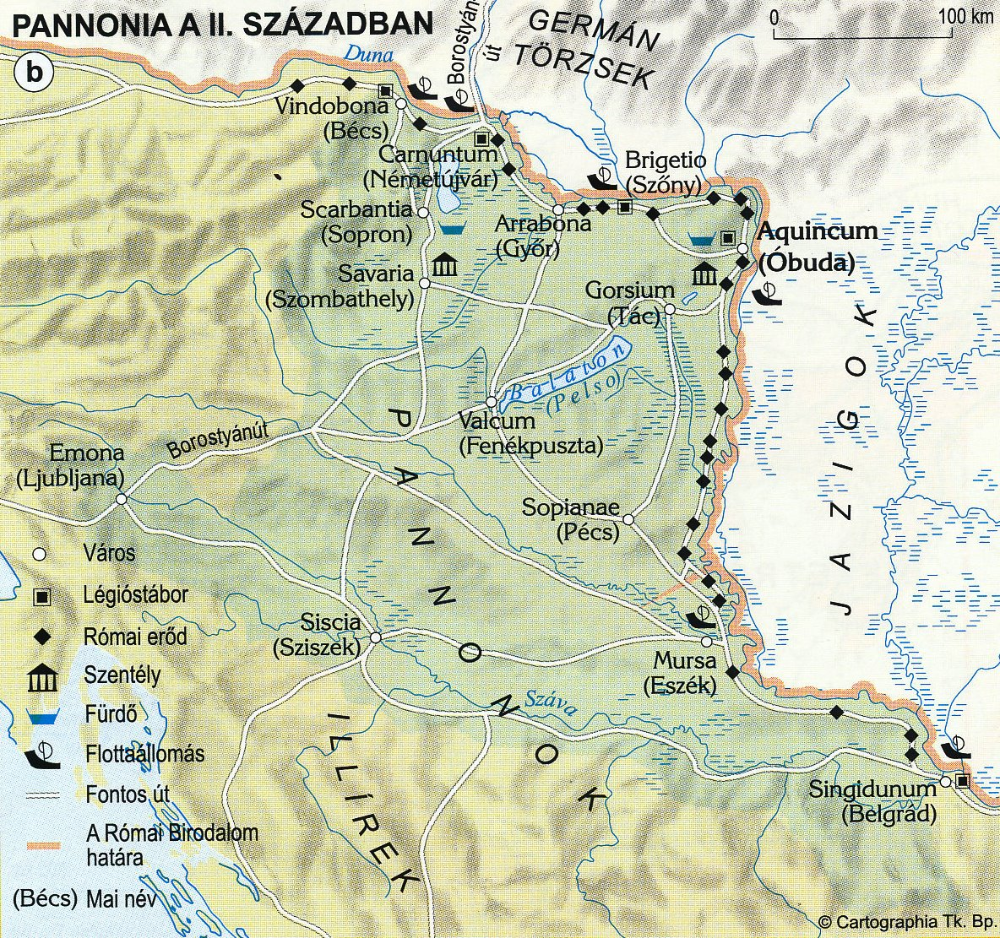 PANNONIA A II. SZÁZADBAN
b
Duna
Borostyán-
út
GERMÁN
TÖRZSEK
0
100 km
Vindobona
(Bécs)
Carnuntum
(Németújvár)
Brigetio
(Szőny)
Scarbantia
(Sopron)
Arrabona
(Győr)
Aquincum
(Óbuda)
Savaria
(Szombathely)
Gorsium
(Tác)
Balaton
(Pelso)
JAZIGOK
Valcum
(Fenékpuszta)
Borostyánút
Emona
(Ljubljana)
PANNONOK
Sopianae
(Pécs)
Város
Légióstábor
Római erőd
Szentély
Fürdő
Flottaállomás
Fontos út
A Római Birodalom
határa
(Bécs) Mai név
Siscia
(Sziszek)
Mursa
(Eszék)
Száva
ILLÍREK
Singidunum
(Belgrád)
© Cartographia Tk. Bp.